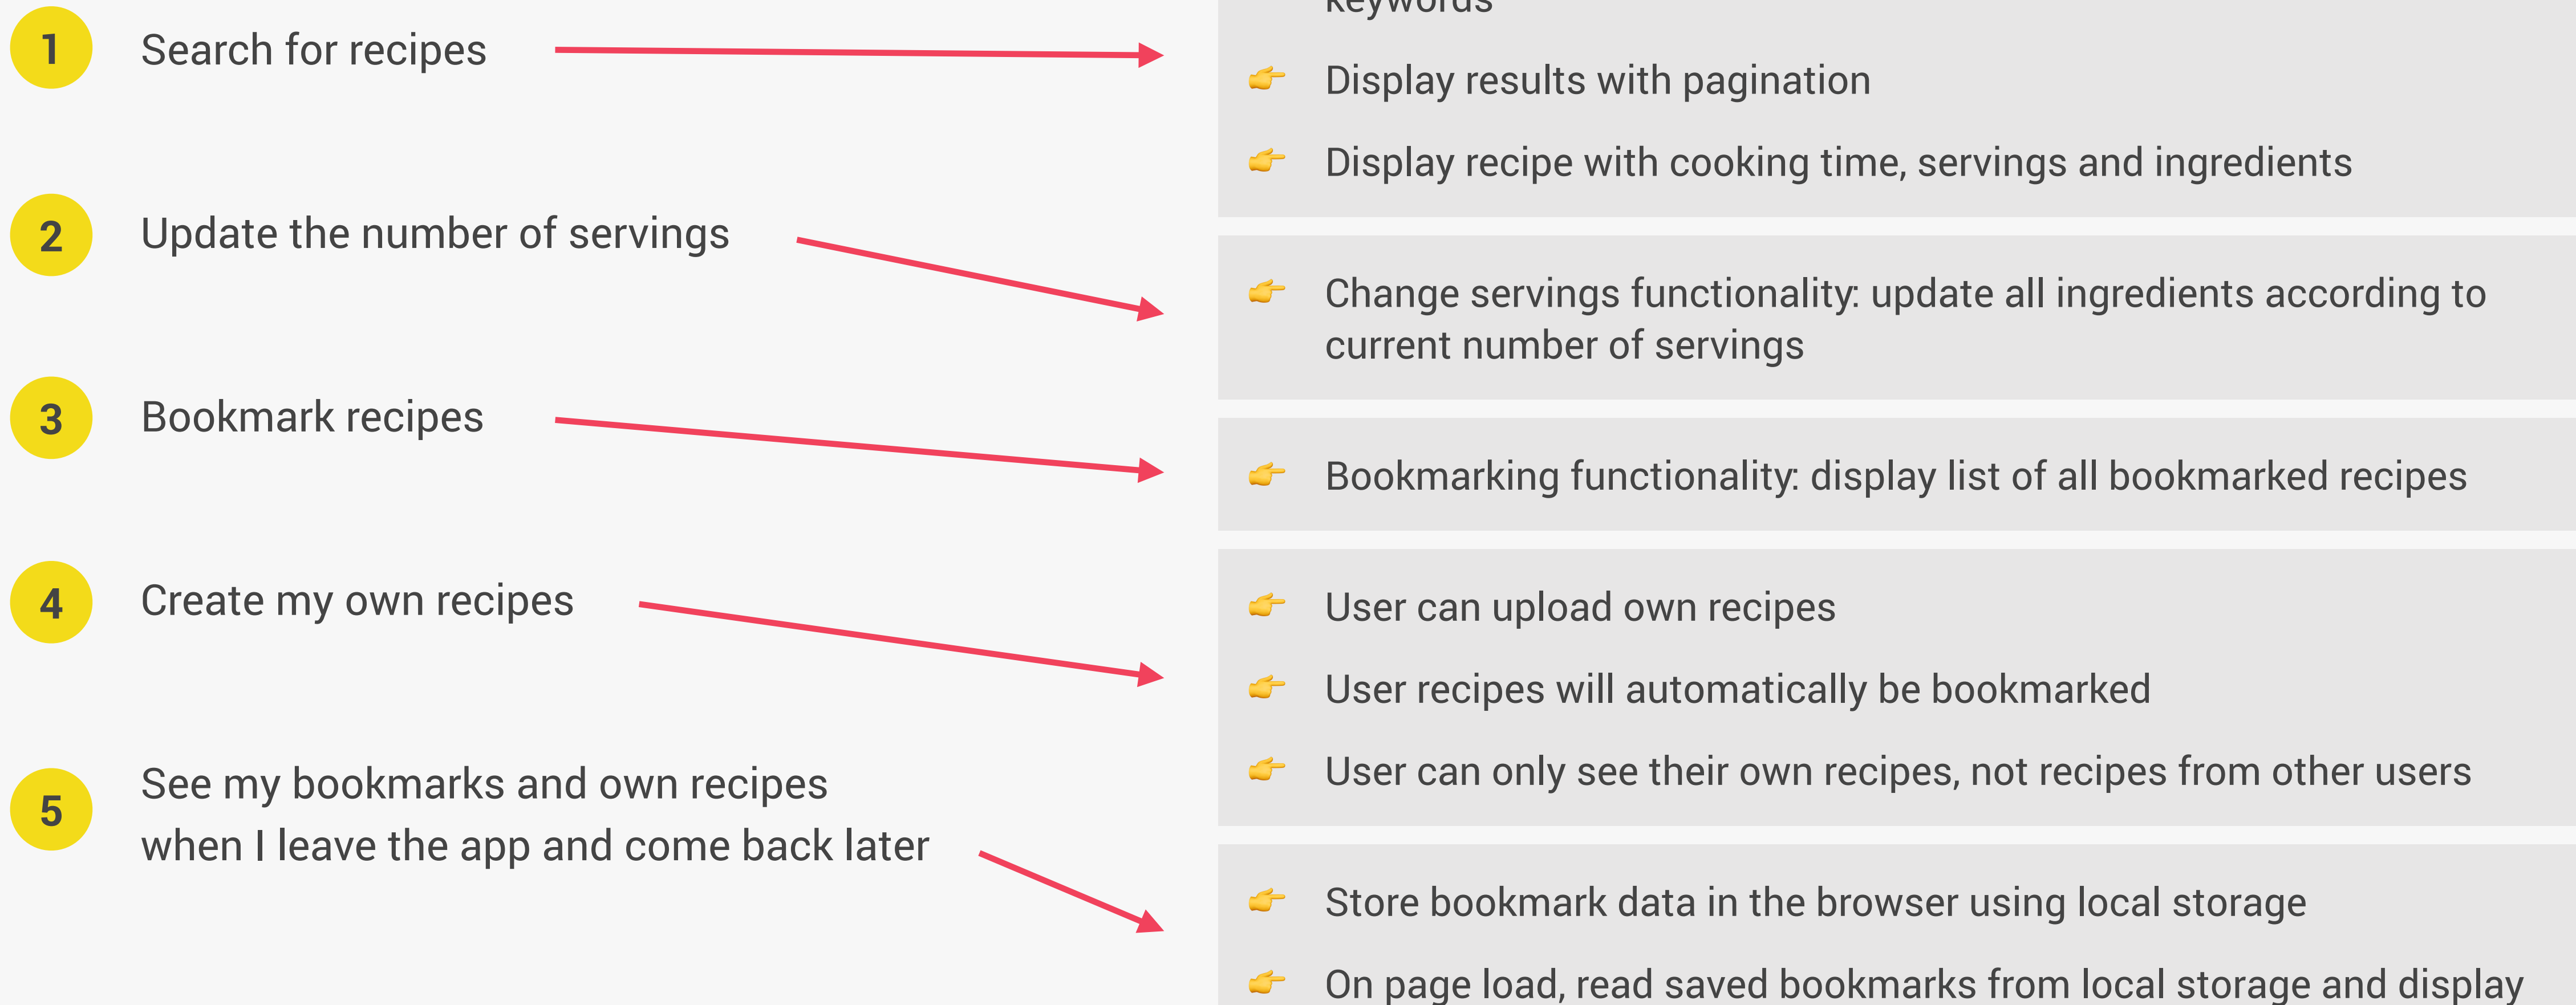 1
Search for recipes
2
Update the number of servings
3
Bookmark recipes
4
Create my own recipes
5
See my bookmarks and own recipes
when I leave the app and come back later
keywords
Display results with pagination
Display recipe with cooking time, servings and ingredients
Change servings functionality: update all ingredients according to
current number of servings
Bookmarking functionality: display list of all bookmarked recipes
User can upload own recipes
User recipes will automatically be bookmarked
User can only see their own recipes, not recipes from other users
Store bookmark data in the browser using local storage
On page load, read saved bookmarks from local storage and display